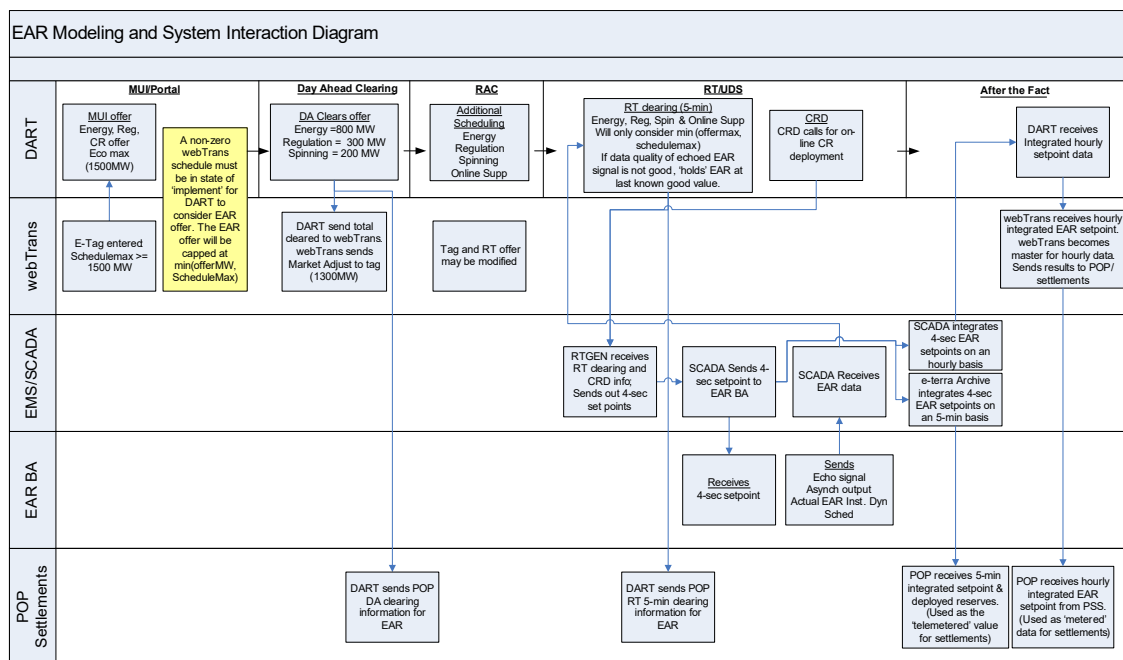 EAR Modeling and System Interaction Diagram
MUI/Portal
Day Ahead Clearing
RAC
RT/UDS
After the Fact
DART
MUI offer
Energy, Reg,
CR offer
Eco max
(1500MW)
A non-zero
webTrans
schedule must
be in state of
'implement' for
DART to
consider EAR
offer. The EAR
offer will be
capped at
min(offerMW,
ScheduleMax)
DA Clears offer
Energy =800 MW
Regulation = 300 MW
Spinning = 200 MW
Additional
Scheduling
Energy
Regulation
Spinning
Online Supp
RT clearing (5-min)
Energy, Reg, Spin & Online Supp
Will only consider min (offermax,
schedulemax)
If data quality of echoed EAR
signal is not good, 'holds' EAR at
last known good value.
CRD
CRD calls for on-
line CR
deployment
DART receives
Integrated hourly
setpoint data
webTrans
E-Tag entered
Schedulemax >=
1500 MW
DART send total
cleared to webTrans.
webTrans sends
Market Adjust to tag
(1300MW)
Tag and RT offer
may be modified
webTrans receives hourly
integrated EAR setpoint.
webTrans becomes
master for hourly data.
Sends results to POP/
settlements
EMS/SCADA
RTGEN receives
RT clearing and
CRD info;
Sends out 4-sec
set points
SCADA Sends 4-
sec setpoint to
EAR BA
SCADA Receives
EAR data
SCADA integrates
4-sec EAR
setpoints on an
hourly basis
e-terra Archive
integrates 4-sec
EAR setpoints on
an 5-min basis
EAR BA
Receives
4-sec setpoint
Sends
Echo signal
Asynch output
Actual EAR Inst. Dyn
Sched
POP
Settlements
DART sends POP
DA clearing
information for
EAR
DART sends POP
RT 5-min clearing
information for
EAR
POP receives 5-min
integrated setpoint &
deployed reserves.
(Used as the
'telemetered' value
for settlements)
POP receives hourly
integrated EAR
setpoint from PSS.
(Used as 'metered'
data for settlements)